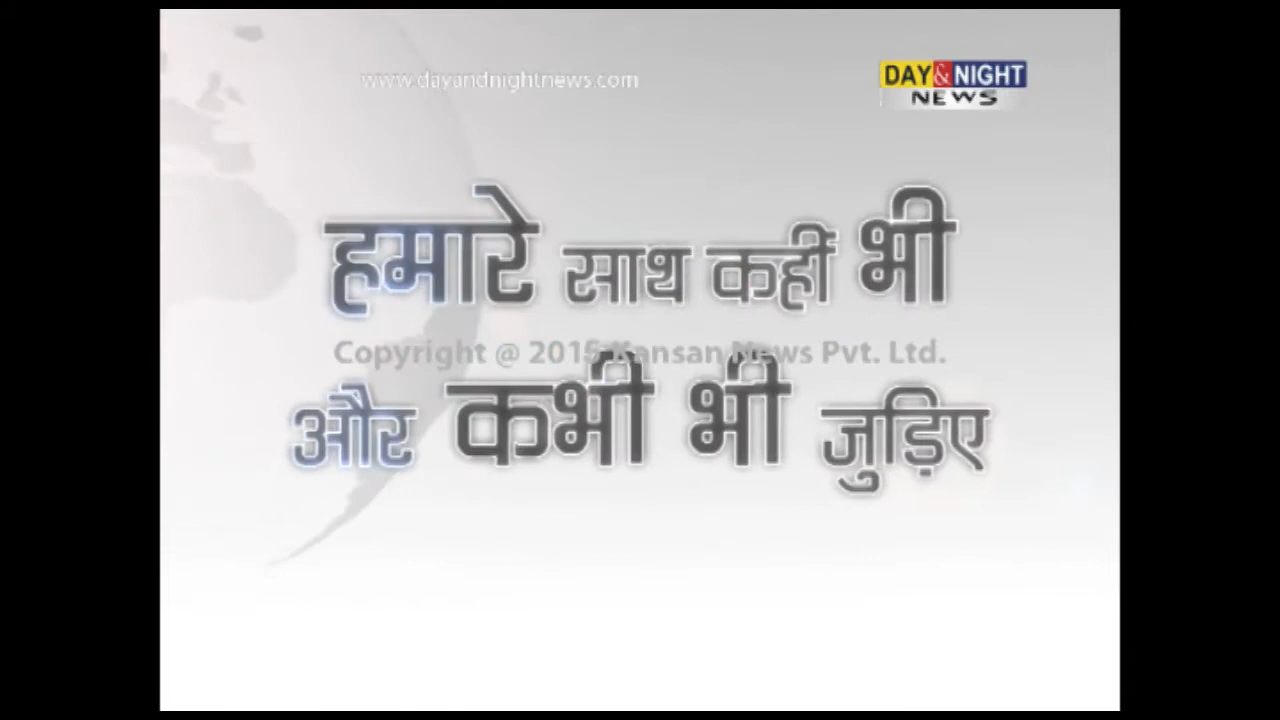 www.dayandnightnews.com
DAY & NIGHT
NEWS
हमारे साथ कहीं भी
Copyright @ 2015 Kansan News Pvt. Ltd.
और कभी भी जुड़िए